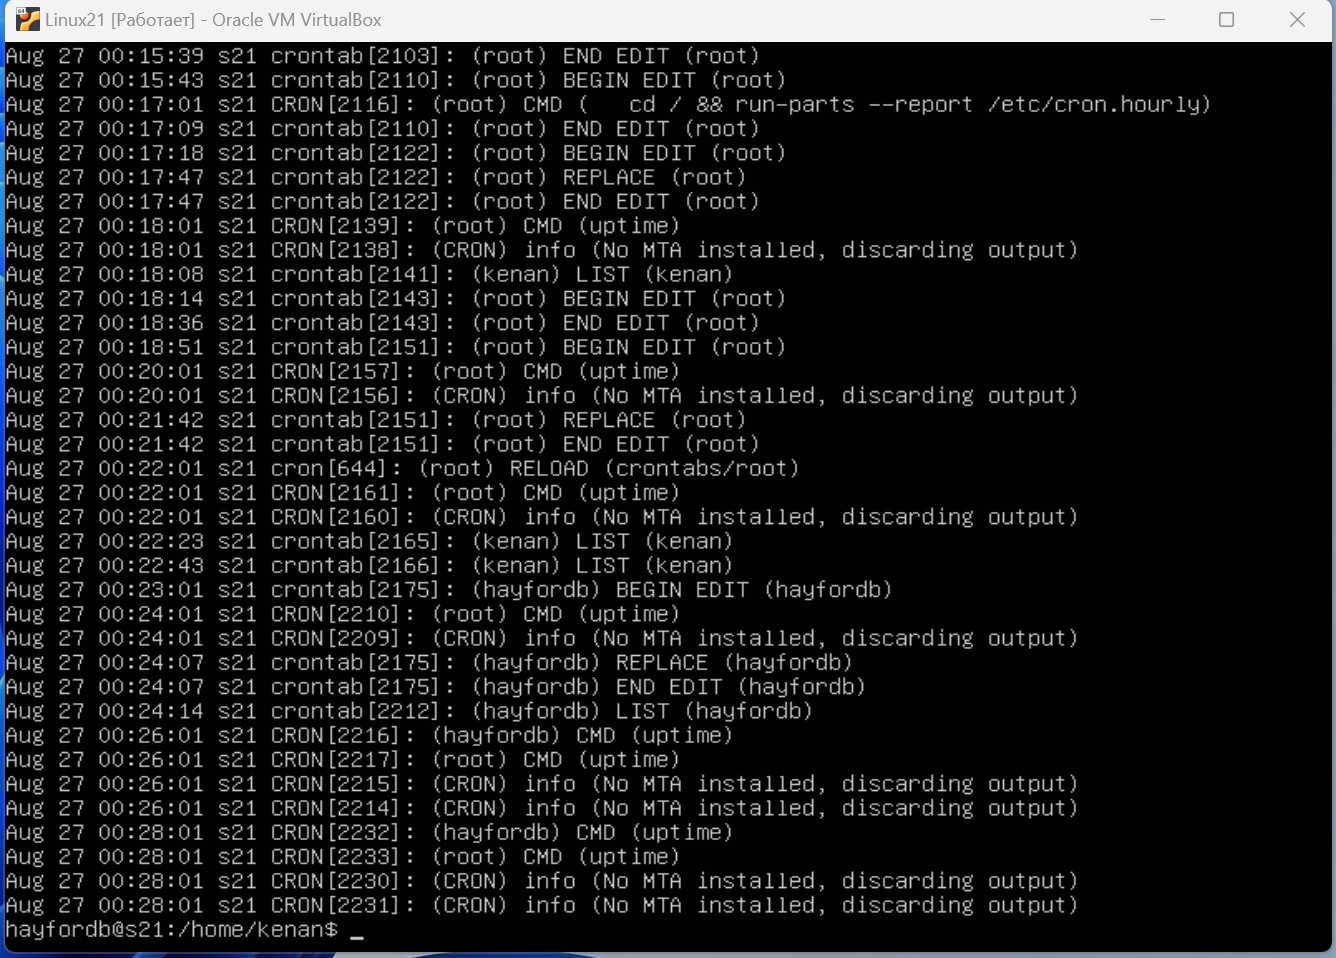 64
Linux21 [Работает] - Oracle VM VirtualBox
Aug 27 00:15:39 s21 crontab[2103]: (root) END EDIT (root)
Aug 27 00:15:43 s21 crontab[2110]: (root) BEGIN EDIT (root)
Aug 27 00:17:01 s21 CRON[2116]: (root) CMD (   cd / && run-parts --report /etc/cron.hourly)
Aug 27 00:17:09 s21 crontab[2110]: (root) END EDIT (root)
Aug 27 00:17:18 s21 crontab[2122]: (root) BEGIN EDIT (root)
Aug 27 00:17:47 s21 crontab[2122]: (root) REPLACE (root)
Aug 27 00:17:47 s21 crontab[2122]: (root) END EDIT (root)
Aug 27 00:18:01 s21 CRON[2139]: (root) CMD (uptime)
Aug 27 00:18:01 s21 CRON[2138]: (CRON) info (No MTA installed, discarding output)
Aug 27 00:18:08 s21 crontab[2141]: (kenan) LIST (kenan)
Aug 27 00:18:14 s21 crontab[2143]: (root) BEGIN EDIT (root)
Aug 27 00:18:36 s21 crontab[2143]: (root) END EDIT (root)
Aug 27 00:18:51 s21 crontab[2151]: (root) BEGIN EDIT (root)
Aug 27 00:20:01 s21 CRON[2157]: (root) CMD (uptime)
Aug 27 00:20:01 s21 CRON[2156]: (CRON) info (No MTA installed, discarding output)
Aug 27 00:21:42 s21 crontab[2151]: (root) REPLACE (root)
Aug 27 00:21:42 s21 crontab[2151]: (root) END EDIT (root)
Aug 27 00:22:01 s21 cron[644]: (root) RELOAD (crontabs/root)
Aug 27 00:22:01 s21 CRON[2161]: (root) CMD (uptime)
Aug 27 00:22:01 s21 CRON[2160]: (CRON) info (No MTA installed, discarding output)
Aug 27 00:22:23 s21 crontab[2165]: (kenan) LIST (kenan)
Aug 27 00:22:43 s21 crontab[2166]: (kenan) LIST (kenan)
Aug 27 00:23:01 s21 crontab[2175]: (hayfordb) BEGIN EDIT (hayfordb)
Aug 27 00:24:01 s21 CRON[2210]: (root) CMD (uptime)
Aug 27 00:24:01 s21 CRON[2209]: (CRON) info (No MTA installed, discarding output)
Aug 27 00:24:07 s21 crontab[2175]: (hayfordb) REPLACE (hayfordb)
Aug 27 00:24:07 s21 crontab[2175]: (hayfordb) END EDIT (hayfordb)
Aug 27 00:24:14 s21 crontab[2212]: (hayfordb) LIST (hayfordb)
Aug 27 00:26:01 s21 CRON[2216]: (hayfordb) CMD (uptime)
Aug 27 00:26:01 s21 CRON[2217]: (root) CMD (uptime)
Aug 27 00:26:01 s21 CRON[2215]: (CRON) info (No MTA installed, discarding output)
Aug 27 00:26:01 s21 CRON[2214]: (CRON) info (No MTA installed, discarding output)
Aug 27 00:28:01 s21 CRON[2232]: (hayfordb) CMD (uptime)
Aug 27 00:28:01 s21 CRON[2233]: (root) CMD (uptime)
Aug 27 00:28:01 s21 CRON[2230]: (CRON) info (No MTA installed, discarding output)
Aug 27 00:28:01 s21 CRON[2231]: (CRON) info (No MTA installed, discarding output)
hayfordb@s21:/home/kenan$ _